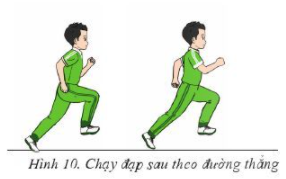 Hình 10. Chạy đạp sau theo đường thẳng